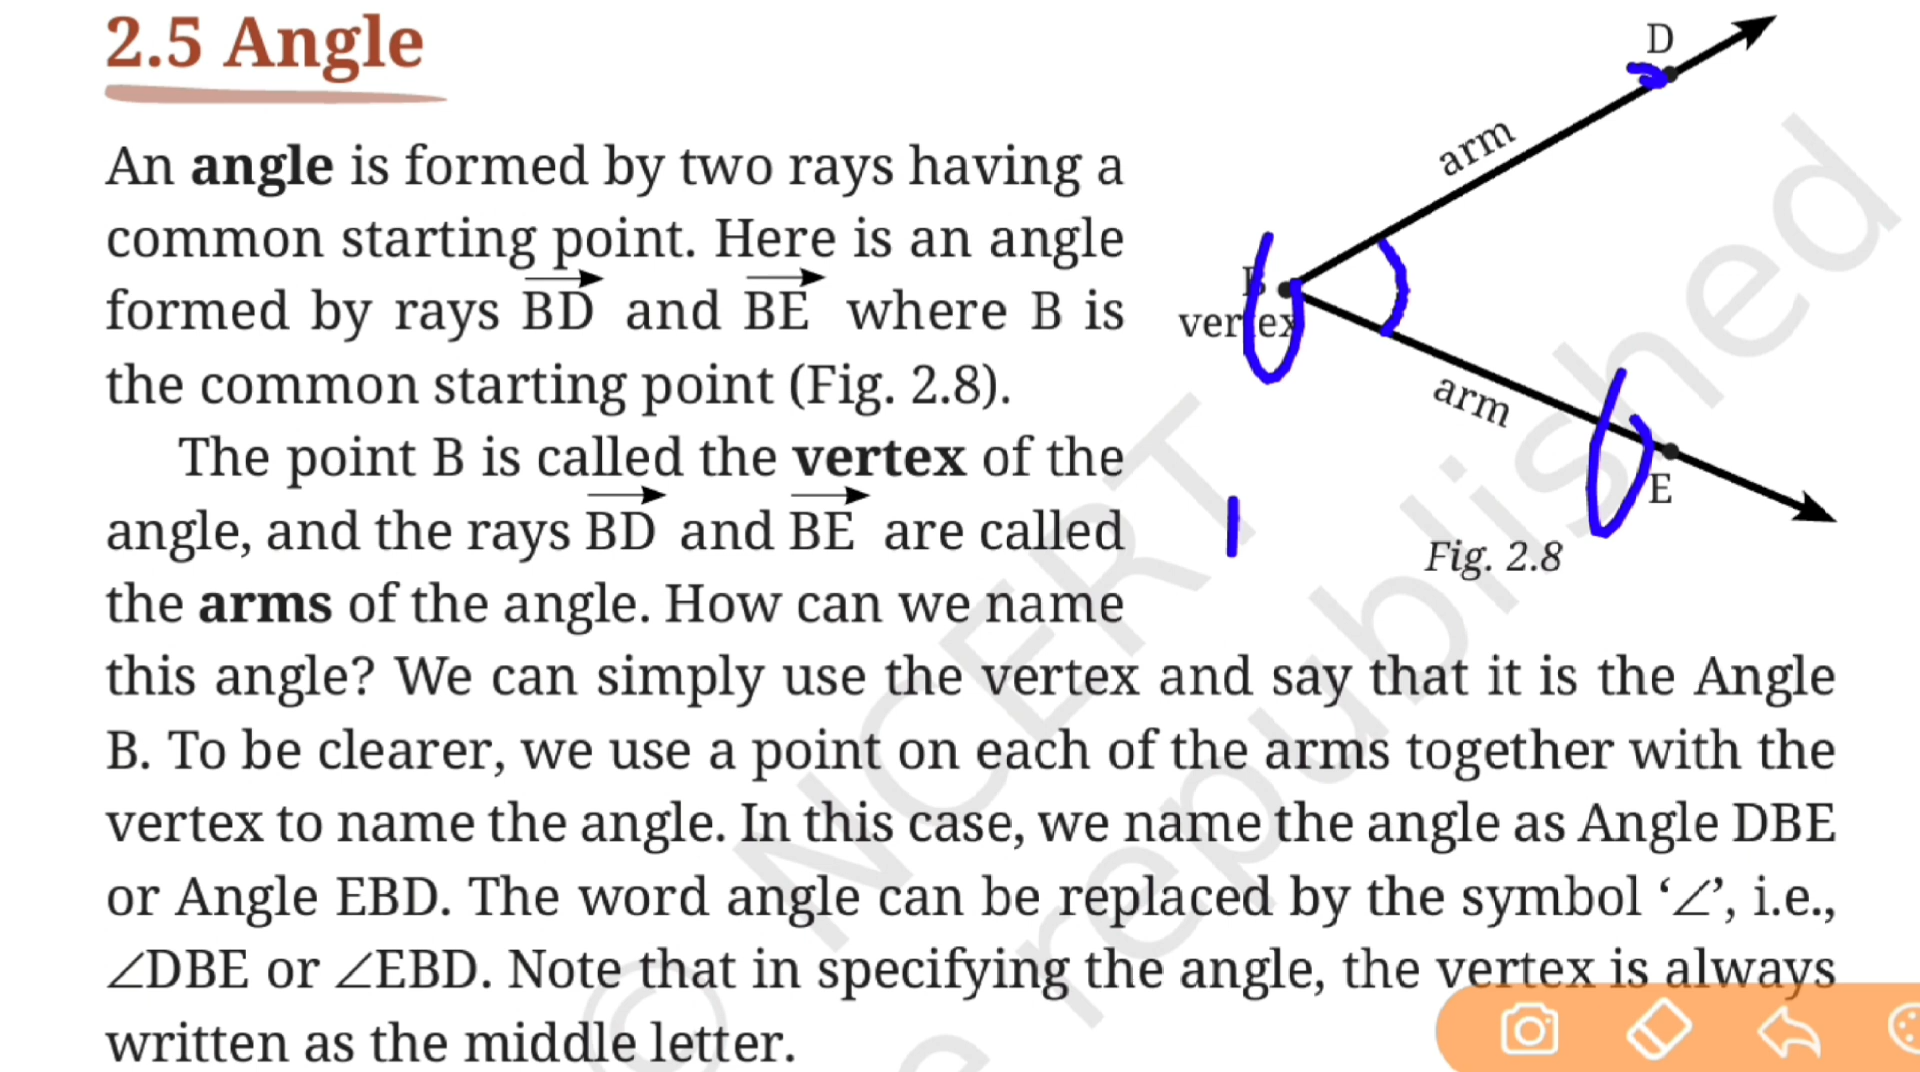 2.5 Angle
An angle is formed by two rays having a
common starting point. Here is an angle
formed by rays BD and BE where B is
the common starting point (Fig. 2.8).
The point B is called the vertex of the
angle, and the rays BD and BE are called
the arms of the angle. How can we name
this angle? We can simply use the vertex and say that it is the Angle
B. To be clearer, we use a point on each of the arms together with the
vertex to name the angle. In this case, we name the angle as Angle DBE
or Angle EBD. The word angle can be replaced by the symbol ‘∠’, i.e.,
∠DBE or ∠EBD. Note that in specifying the angle, the vertex is always
written as the middle letter.
D
arm
B
vertex
arm
E
Fig. 2.8
© NCERT
republished